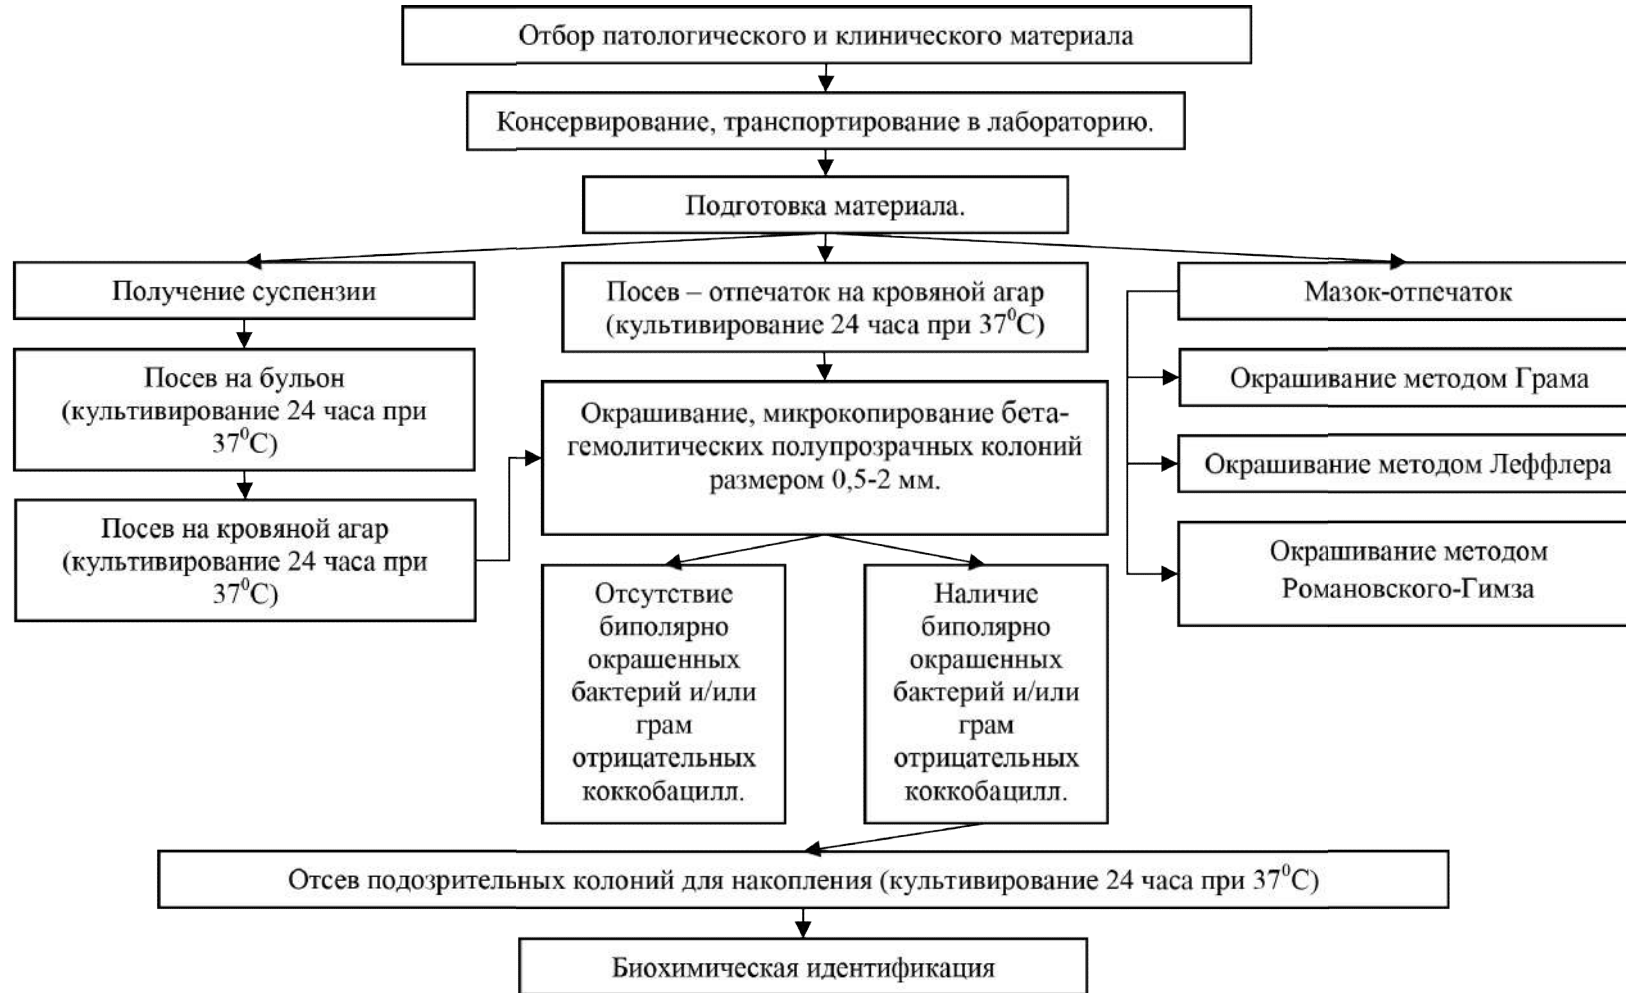 Отбор патологического и клинического материала
Консервирование, транспортирование в лабораторию.
Подготовка материала.
Получение суспензии
Посев на бульон
(культивирование 24 часа при
37⁰С)
Посев на кровяной агар
(культивирование 24 часа при
37⁰С)
Посев – отпечаток на кровяной агар
(культивирование 24 часа при 37⁰С)
Окрашивание, микрокопирование бета-
гемолитических полупрозрачных колоний
размером 0,5-2 мм.
Отсутствие
биполярно
окрашенных
бактерий и/или
грам
отрицательных
коккобацилл.
Наличие
биполярно
окрашенных
бактерий и/или
грам
отрицательных
коккобацилл.
Мазок-отпечаток
Окрашивание методом Грама
Окрашивание методом Леффлера
Окрашивание методом
Романовского-Гимза
Отсев подозрительных колоний для накопления (культивирование 24 часа при 37⁰С)
Биохимическая идентификация